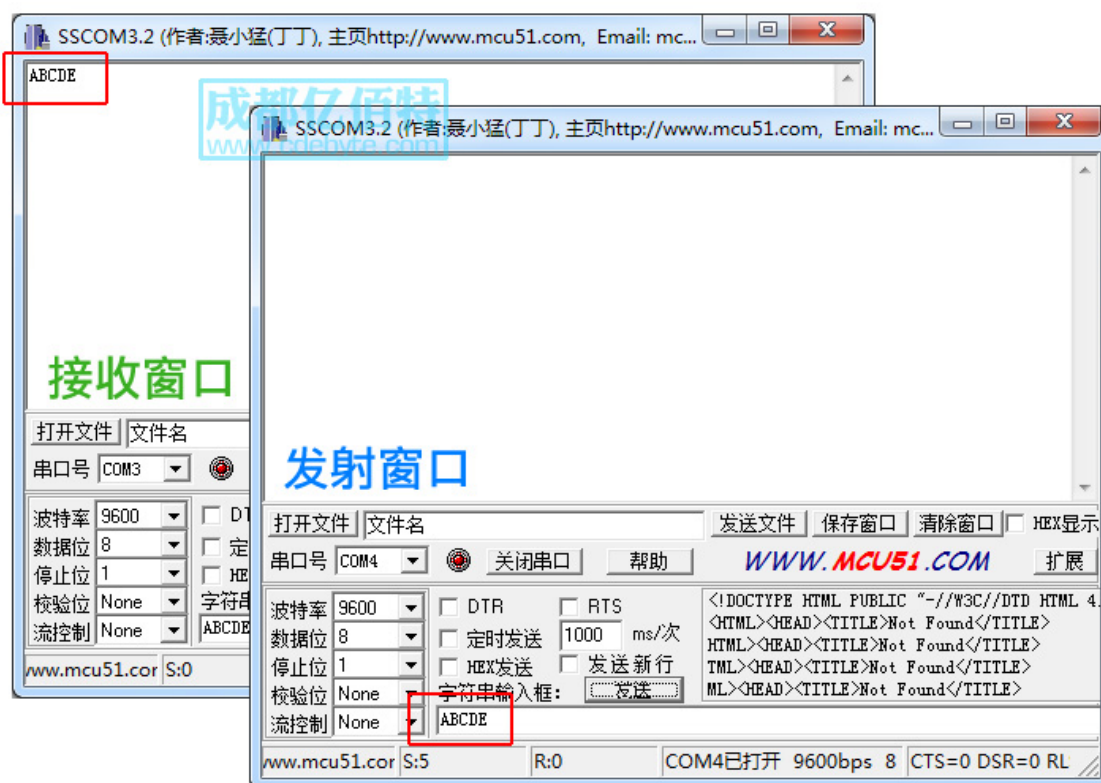 SSCOM3.2 (作者:聂小猛(丁丁), 主页http://www.mcu51.com, Email: mc...
ABCDE
成都亿佰特
www.cdebyte.com
接收窗口
打开文件 文件名
串口号 COM3
波特率 9600
数据位 8
停止位 1
校验位 None 字符串
流控制 None ABCDE
www.mcu51.cor S:0
SSCOM3.2 (作者:聂小猛(丁丁), 主页http://www.mcu51.com, Email: mc...
发射窗口
打开文件 文件名 发送文件 保存窗口 清除窗口 HEX显示
串口号 COM4 关闭串口 帮助 WWW.MCU51.COM 扩展
波特率 9600 DTR RTS
数据位 8 定时发送 1000 ms/次
停止位 1 HEX发送 发送新行
校验位 None 字符串输入框: 发送
流控制 None ABCDE
<!DOCTYPE HTML PUBLIC "-//W3C//DTD HTML 4.
<HTML><HEAD><TITLE>Not Found</TITLE>
HTML><HEAD><TITLE>Not Found</TITLE>
TML><HEAD><TITLE>Not Found</TITLE>
ML><HEAD><TITLE>Not Found</TITLE>
www.mcu51.cor S:5 R:0 COM4已打开 9600bps 8 CTS=0 DSR=0 RL